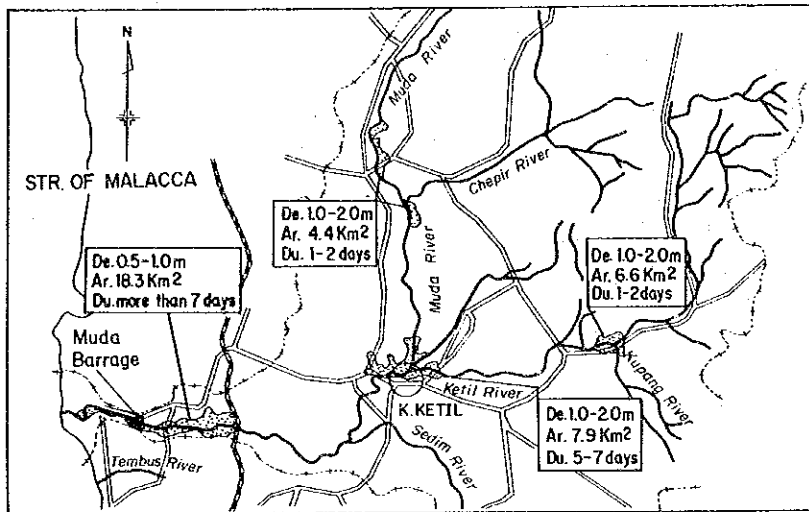 N
Muda River
STR. OF MALACCA
Chepir River
De. 1.0-2.0m
Ar. 4.4 Km2
Du. 1-2 days
Muda River
De. 0.5-1.0m
Ar. 18.3 Km2
Du. more than 7 days
De. 1.0-2.0m
Ar. 6.6 Km2
Du. 1-2days
Muda
Barrage
Ketil River
Kupang River
K.KETIL
De. 1.0-2.0m
Ar. 7.9 Km2
Du. 5-7 days
Sedim River
Tembus River